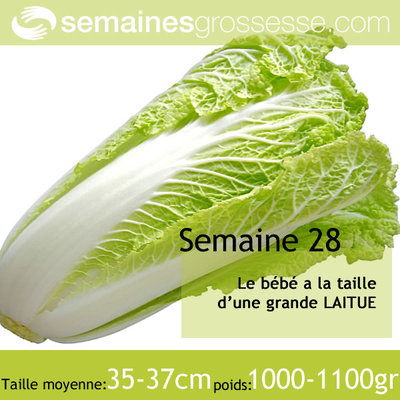 semainesgrossesse.com
Semaine 28
Le bébé a la taille
d'une grande LAITUE
Taille moyenne:35-37cm poids:1000-1100gr